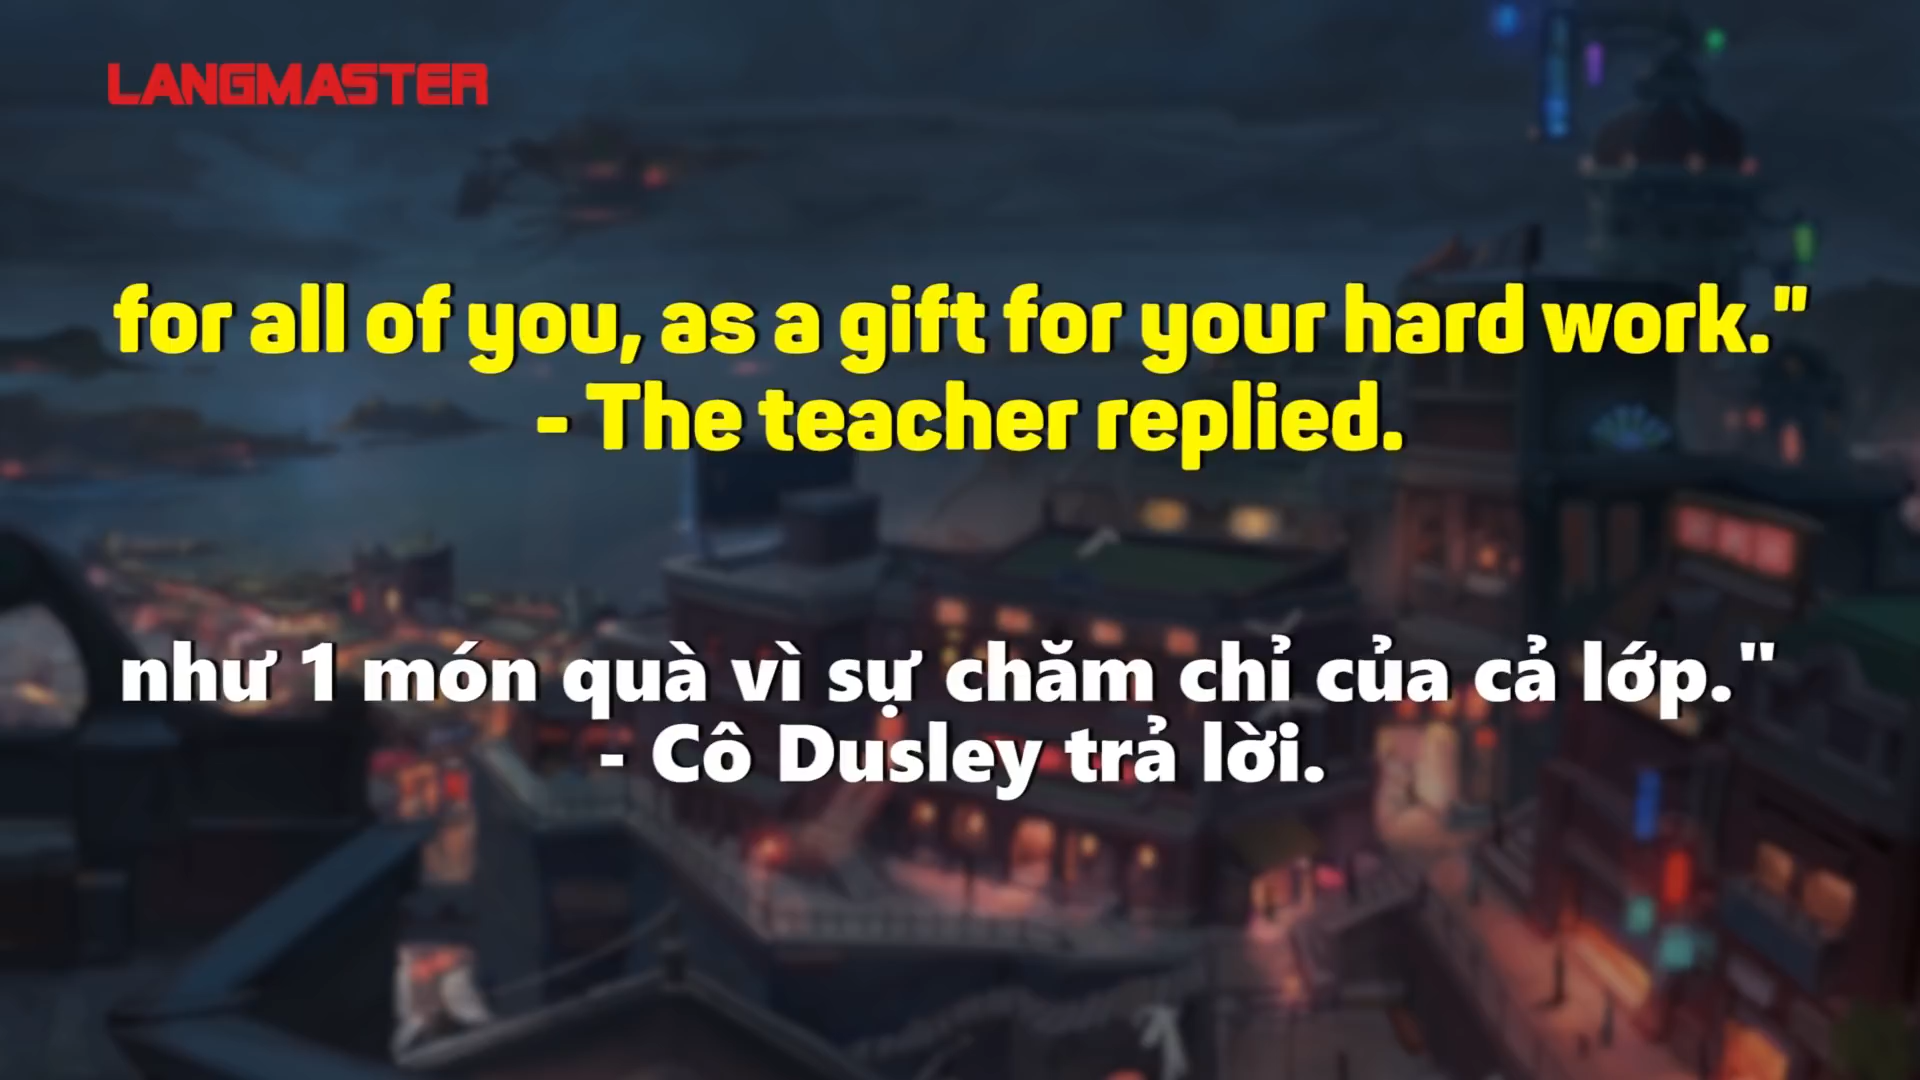 LANGMASTER
for all of you, as a gift for your hard work."
- The teacher replied.
như 1 món quà vì sự chăm chỉ của cả lớp."
- Cô Dusley trả lời.